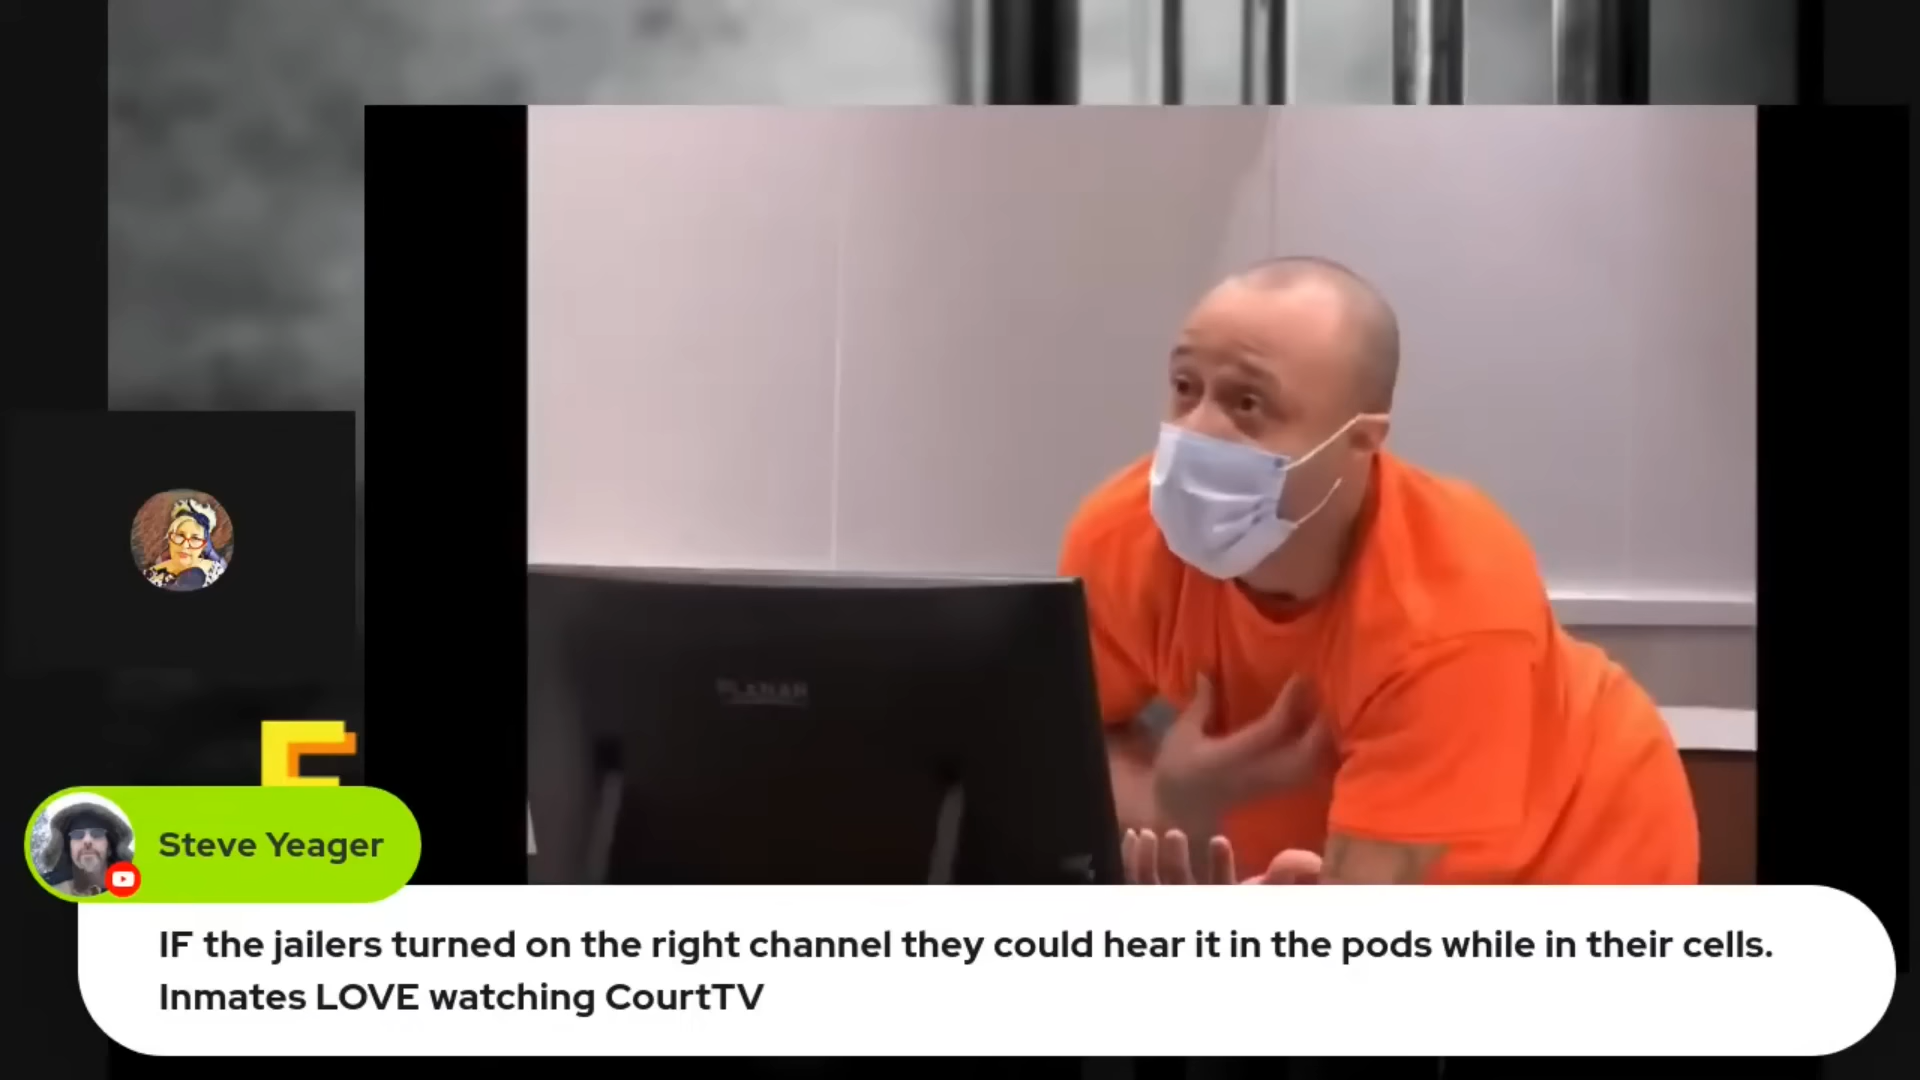 PLANAR
E
Steve Yeager
IF the jailers turned on the right channel they could hear it in the pods while in their cells.
Inmates LOVE watching CourtTV